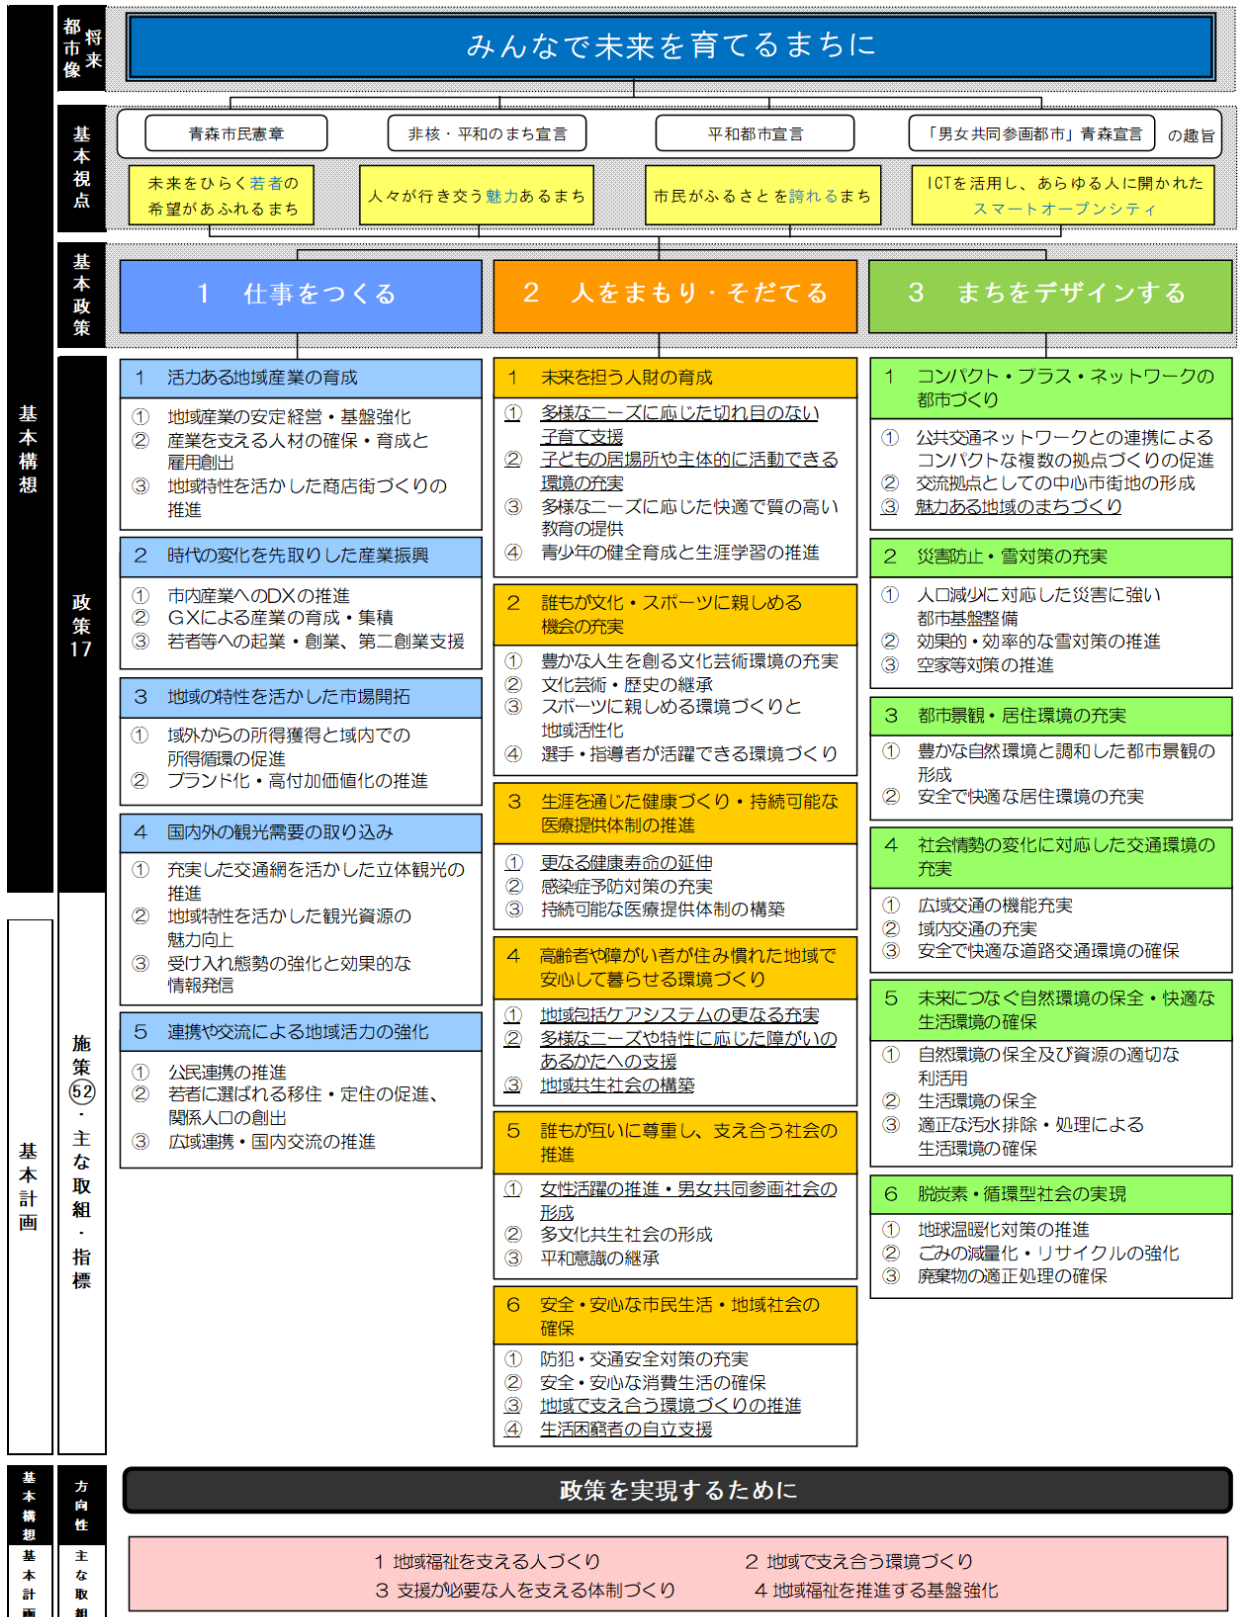 将来
都市像
みんなで未来を育てるまちに
基本視点
青森市民憲章
非核・平和のまち宣言
平和都市宣言
「男女共同参画都市」青森宣言
の趣旨
未来をひらく若者の
希望があふれるまち
人々が行き交う魅力あるまち
市民がふるさとを誇れるまち
ICTを活用し、あらゆる人に開かれた
スマートオープンシティ
基本政策
1 仕事をつくる
2 人をまもり・そだてる
3 まちをデザインする
基本構想
政策17
基本計画
施策52・主な取組・指標
1 活力ある地域産業の育成
① 地域産業の安定経営・基盤強化
② 産業を支える人材の確保・育成と
雇用創出
③ 地域特性を活かした商店街づくりの
推進
2 時代の変化を先取りした産業振興
① 市内産業へのDXの推進
② GXによる産業の育成・集積
③ 若者等への起業・創業、第二創業支援
3 地域の特性を活かした市場開拓
① 域外からの所得獲得と域内での
所得循環の促進
② ブランド化・高付加価値化の推進
4 国内外の観光需要の取り込み
① 充実した交通網を活かした立体観光の
推進
② 地域特性を活かした観光資源の
魅力向上
③ 受け入れ態勢の強化と効果的な
情報発信
5 連携や交流による地域活力の強化
① 公民連携の推進
② 若者に選ばれる移住・定住の促進、
関係人口の創出
③ 広域連携・国内交流の推進
1 未来を担う人財の育成
① 多様なニーズに応じた切れ目のない
子育て支援
② 子どもの居場所や主体的に活動できる
環境の充実
③ 多様なニーズに応じた快適で質の高い
教育の提供
④ 青少年の健全育成と生涯学習の推進
2 誰もが文化・スポーツに親しめる
機会の充実
① 豊かな人生を創る文化芸術環境の充実
② 文化芸術・歴史の継承
③ スポーツに親しめる環境づくりと
地域活性化
④ 選手・指導者が活躍できる環境づくり
3 生涯を通じた健康づくり・持続可能な
医療提供体制の推進
① 更なる健康寿命の延伸
② 感染症予防対策の充実
③ 持続可能な医療提供体制の構築
4 高齢者や障がい者が住み慣れた地域で
安心して暮らせる環境づくり
① 地域包括ケアシステムの更なる充実
② 多様なニーズや特性に応じた障がいの
あるかたへの支援
③ 地域共生社会の構築
5 誰もが互いに尊重し、支え合う社会の
推進
① 女性活躍の推進・男女共同参画社会の
形成
② 多文化共生社会の形成
③ 平和意識の継承
6 安全・安心な市民生活・地域社会の
確保
① 防犯・交通安全対策の充実
② 安全・安心な消費生活の確保
③ 地域で支え合う環境づくりの推進
④ 生活困窮者の自立支援
1 コンパクト・プラス・ネットワークの
都市づくり
① 公共交通ネットワークとの連携による
コンパクトな複数の拠点づくりの促進
② 交流拠点としての中心市街地の形成
③ 魅力ある地域のまちづくり
2 災害防止・雪対策の充実
① 人口減少に対応した災害に強い
都市基盤整備
② 効果的・効率的な雪対策の推進
③ 空家等対策の推進
3 都市景観・居住環境の充実
① 豊かな自然環境と調和した都市景観の
形成
② 安全で快適な居住環境の充実
4 社会情勢の変化に対応した交通環境の
充実
① 広域交通の機能充実
② 域内交通の充実
③ 安全で快適な道路交通環境の確保
5 未来につなぐ自然環境の保全・快適な
生活環境の確保
① 自然環境の保全及び資源の適切な
利活用
② 生活環境の保全
③ 適正な汚水排除・処理による
生活環境の確保
6 脱炭素・循環型社会の実現
① 地球温暖化対策の推進
② ごみの減量化・リサイクルの強化
③ 廃棄物の適正処理の確保
基本構想
方向性
政策を実現するために
基本計画
主な取組
1 地域福祉を支える人づくり
2 地域で支え合う環境づくり
3 支援が必要な人を支える体制づくり
4 地域福祉を推進する基盤強化